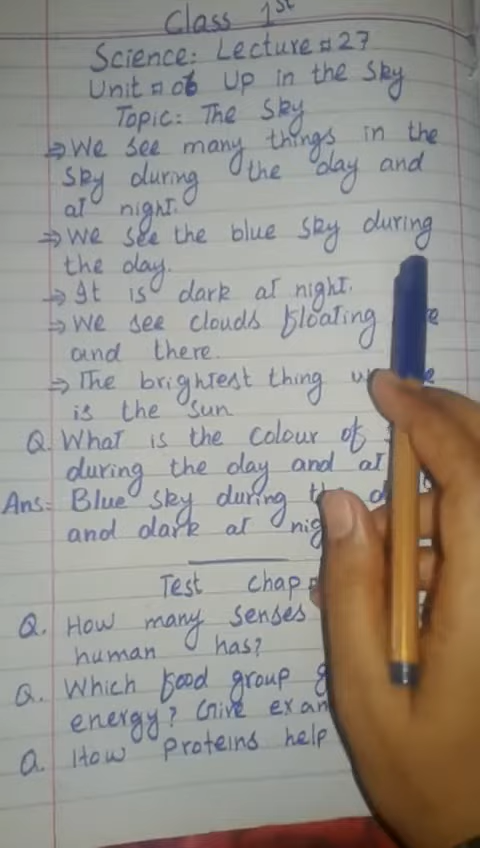 Class 1st
Science: Lecture # 27
Unit # 06 Up in the Sky
Topic: The Sky
⇒ We see many things in the
sky during the day and
at night.
⇒ We see the blue sky during
the day.
→ It is dark at night.
⇒ We see clouds floating
and there.
⇒ The brightest thing
is the sun
Q. What is the colour of
during the day and at
Ans: Blue sky during the
and dark at
Test chap
Q. How many senses
human has?
Q. Which food group
energy? Give
Q. How proteins help